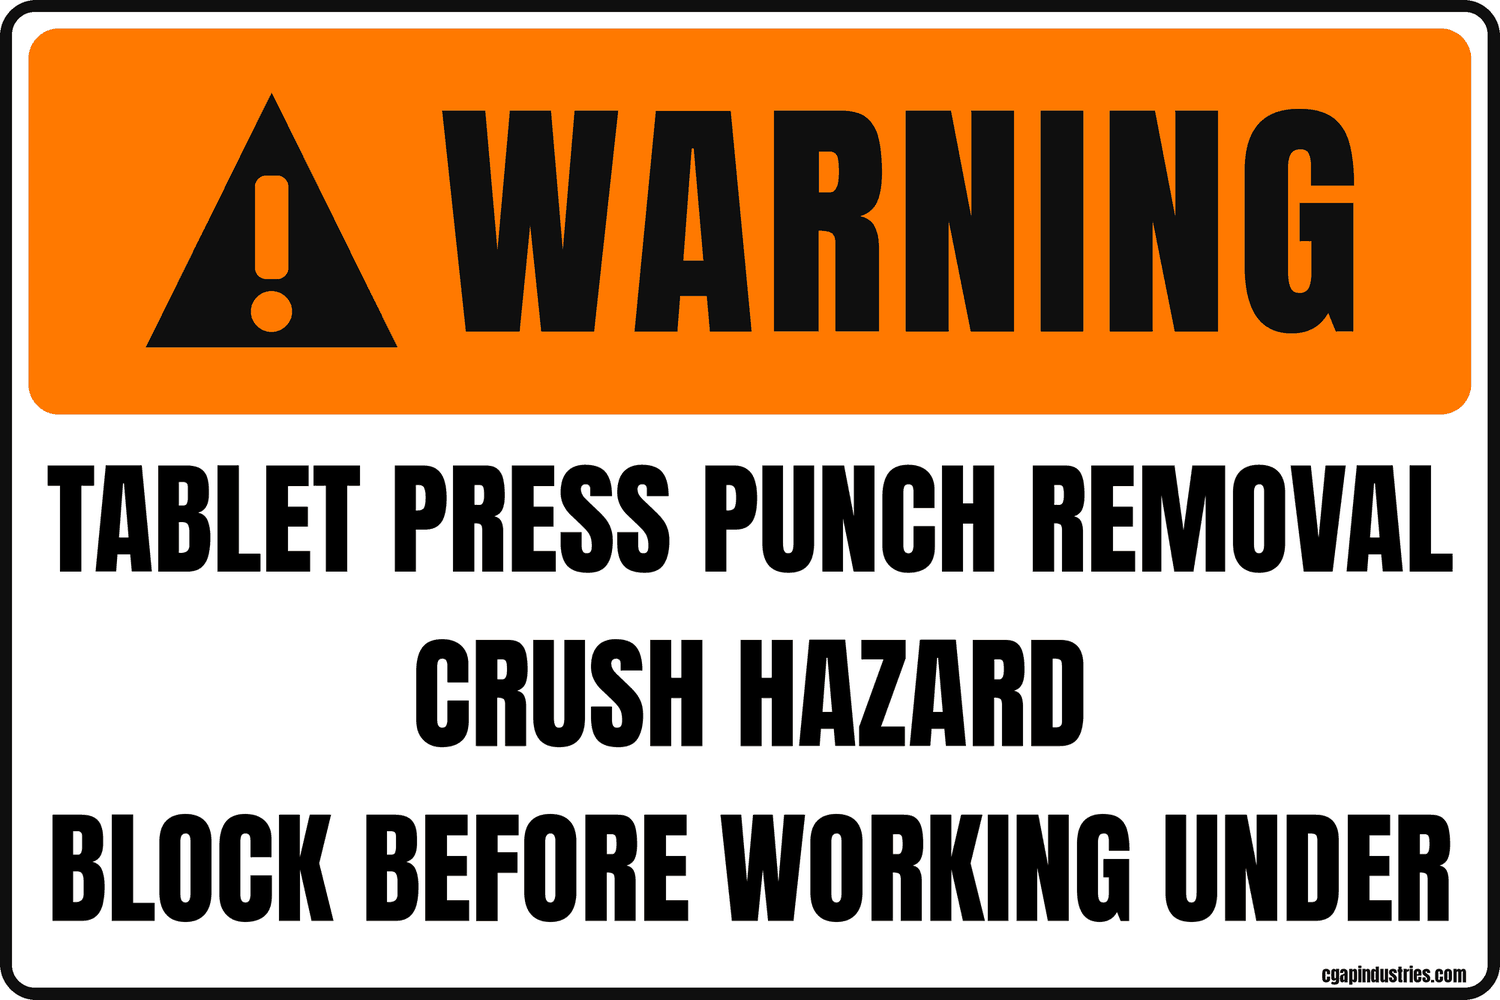 WARNING
TABLET PRESS PUNCH REMOVAL
CRUSH HAZARD
BLOCK BEFORE WORKING UNDER
cgapindustries.com